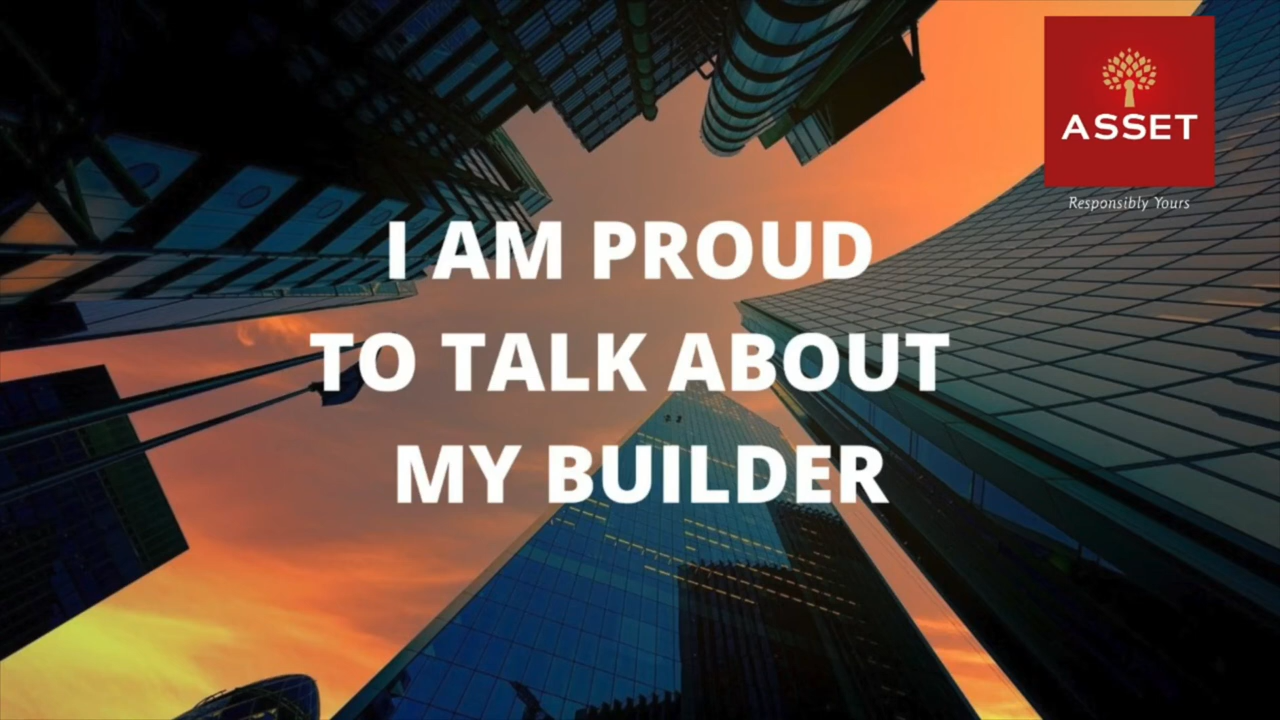 ASSET
Responsibly Yours
I AM PROUD
TO TALK ABOUT
MY BUILDER